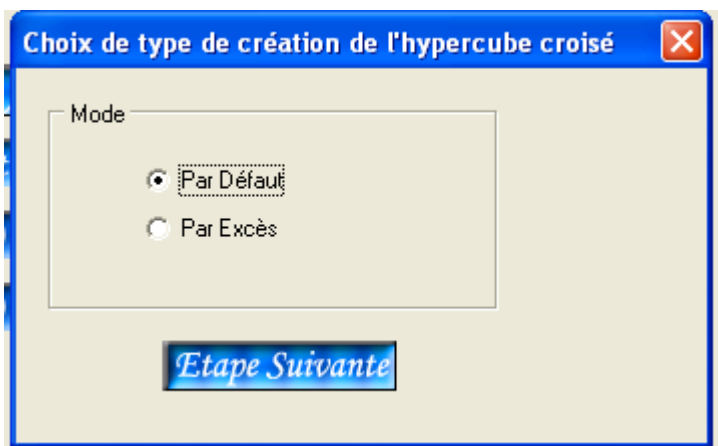 Choix de type de création de l'hypercube croisé
Mode
Par Défaut
Par Excès
Etape Suivante